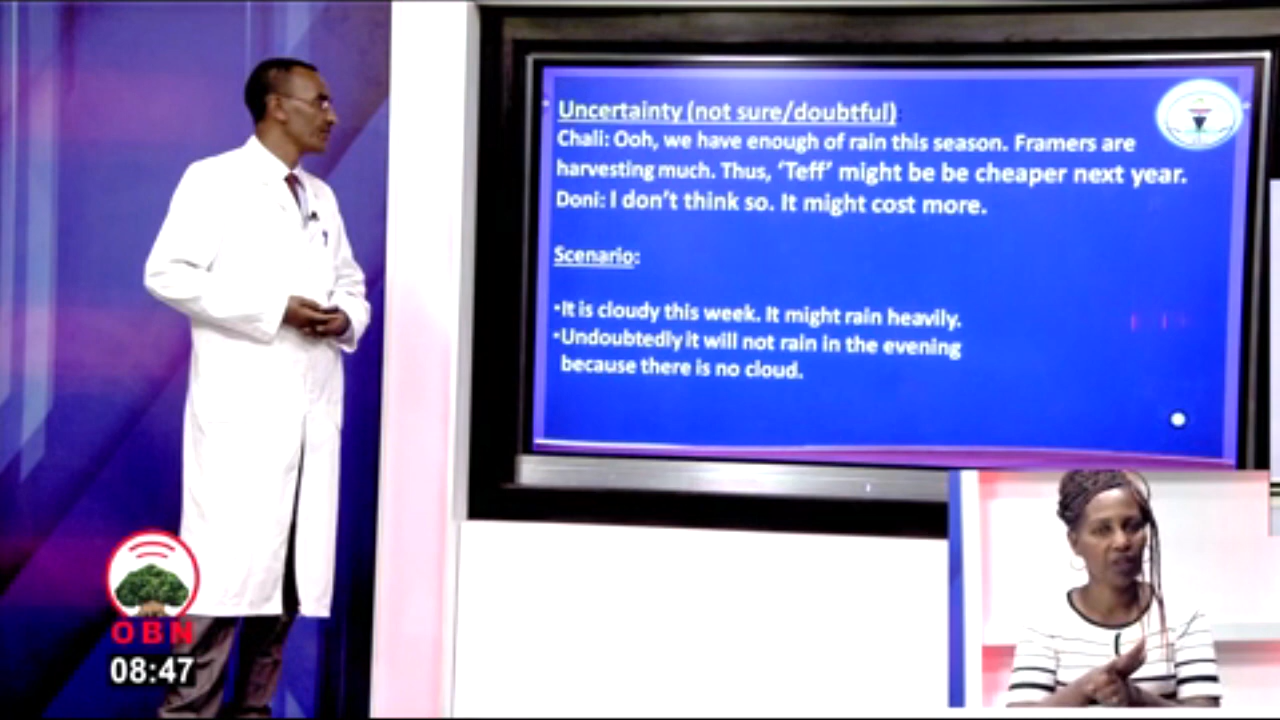 Uncertainty (not sure/doubtful):
Chali: Ooh, we have enough of rain this season. Framers are
harvesting much. Thus, ‘Teff’ might be be cheaper next year.
Doni: I don’t think so. It might cost more.
Scenario:
•It is cloudy this week. It might rain heavily.
•Undoubtedly it will not rain in the evening
because there is no cloud.
OBN
08:47